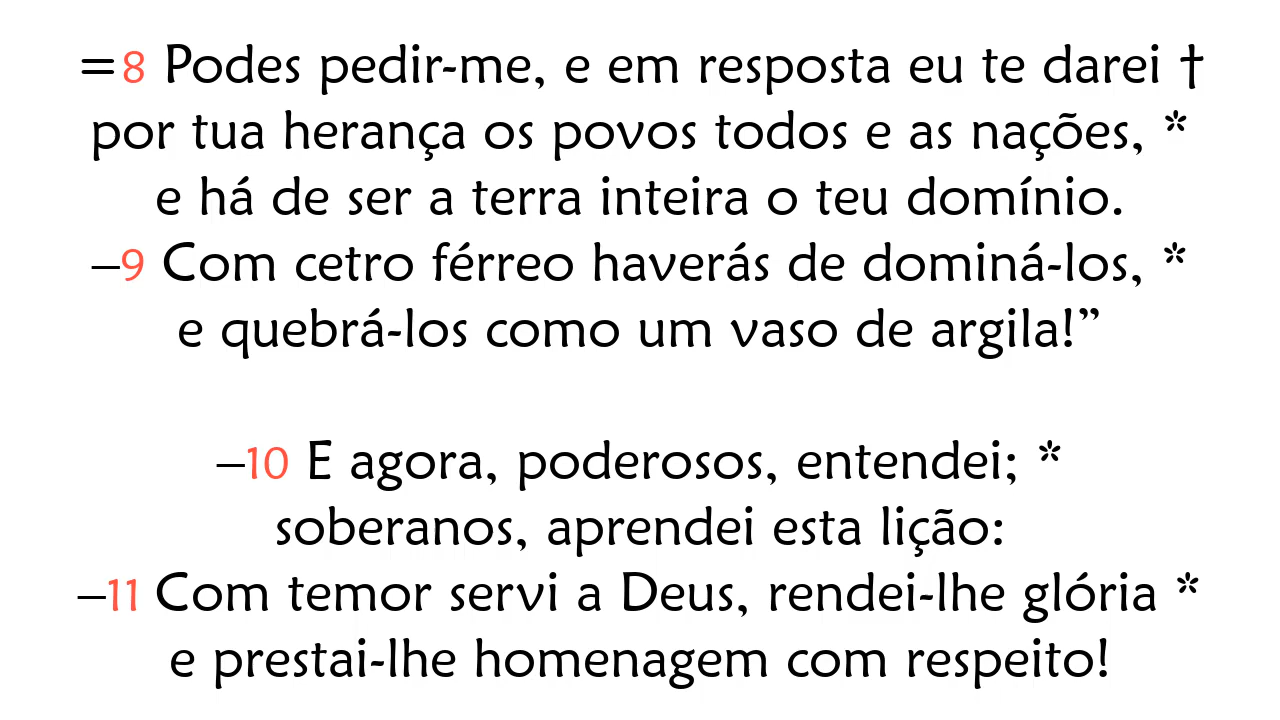 =8 Podes pedir-me, e em resposta eu te darei †
por tua herança os povos todos e as nações, *
e há de ser a terra inteira o teu domínio.
–9 Com cetro férreo haverás de dominá-los, *
e quebrá-los como um vaso de argila!”
–10 E agora, poderosos, entendei; *
soberanos, aprendei esta lição:
–11 Com temor servi a Deus, rendei-lhe glória *
e prestai-lhe homenagem com respeito!